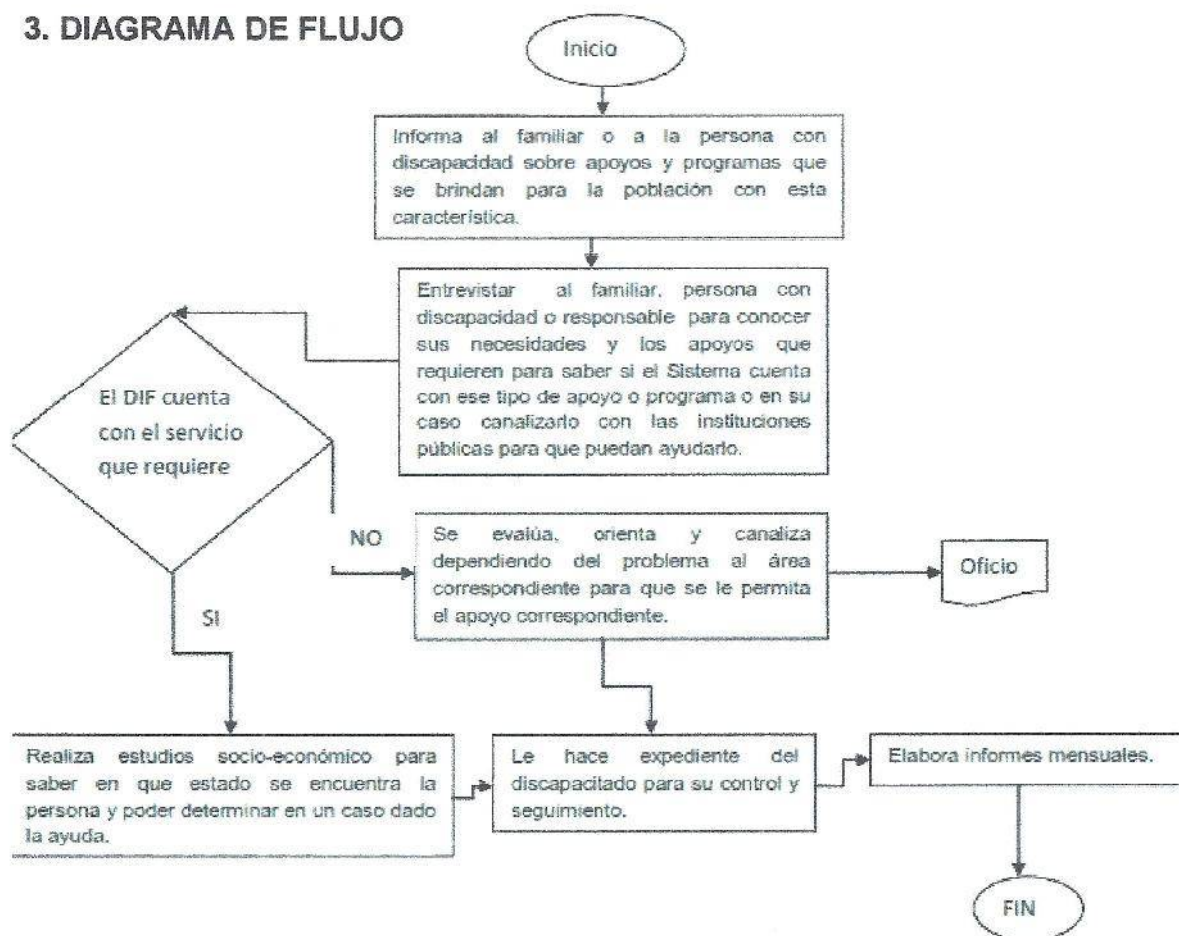 3. DIAGRAMA DE FLUJO
Inicio
Informa al familiar o a la persona con
discapacidad sobre apoyos y programas que
se brindan para la población con esta
característica.
Entrevistar al familiar, persona con
discapacidad o responsable para conocer
sus necesidades y los apoyos que
requieren para saber si el Sistema cuenta
con ese tipo de apoyo o programa o en su
caso canalizarlo con las instituciones
públicas para que puedan ayudarlo.
El DIF cuenta
con el servicio
que requiere
NO
Se evalúa, orienta y canaliza
dependiendo del problema al área
correspondiente para que se le permita
el apoyo correspondiente.
Oficio
SI
Realiza estudios socio-económico para
saber en que estado se encuentra la
persona y poder determinar en un caso dado
la ayuda.
Le hace expediente del
discapacitado para su control y
seguimiento.
Elabora informes mensuales.
FIN